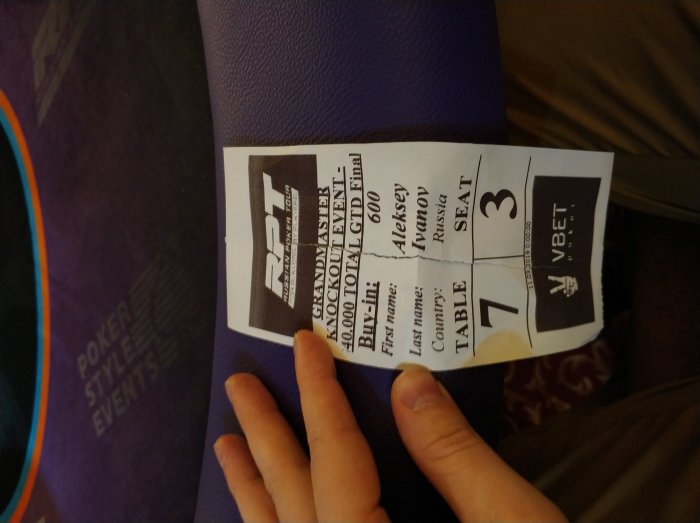 RPT
RUSSIAN POKER TOUR
GRANDMASTER
KNOCKOUT EVENT -
40.000 TOTAL GTD Final
Buy-in: 600
First name: Aleksey
Last name: Ivanov
Country: Russia
TABLE SEAT
7 3
VBET
POKER
STYLE
EVENTS